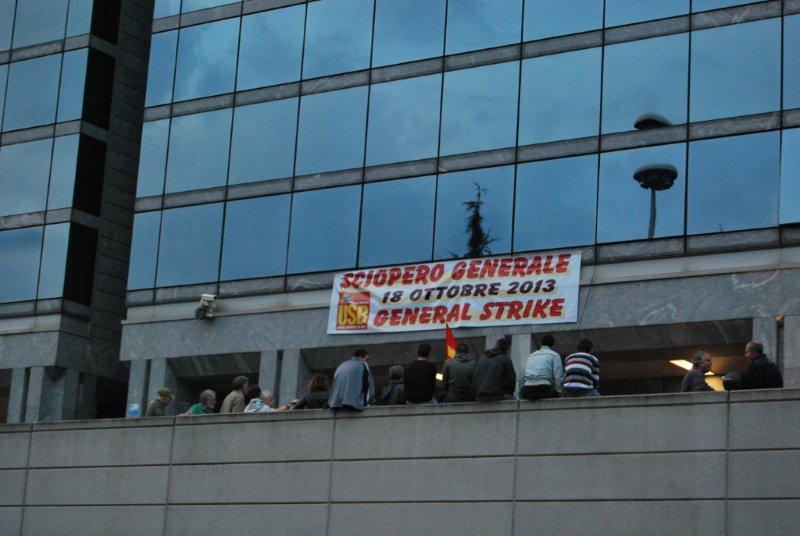 SCIOPERO GENERALE
18 OTTOBRE 2013
USB
GENERAL STRIKE